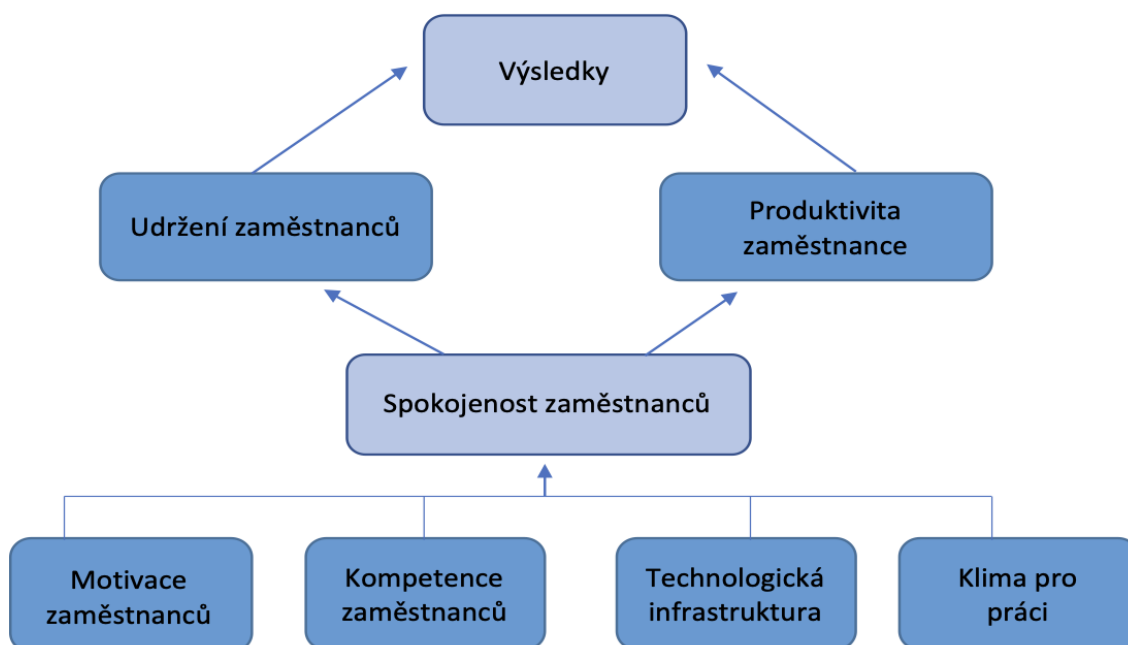 Výsledky
Udržení zaměstnanců
Produktivita
zaměstnance
Spokojenost zaměstnanců
Motivace
zaměstnanců
Kompetence
zaměstnanců
Technologická
infrastruktura
Klima pro
práci